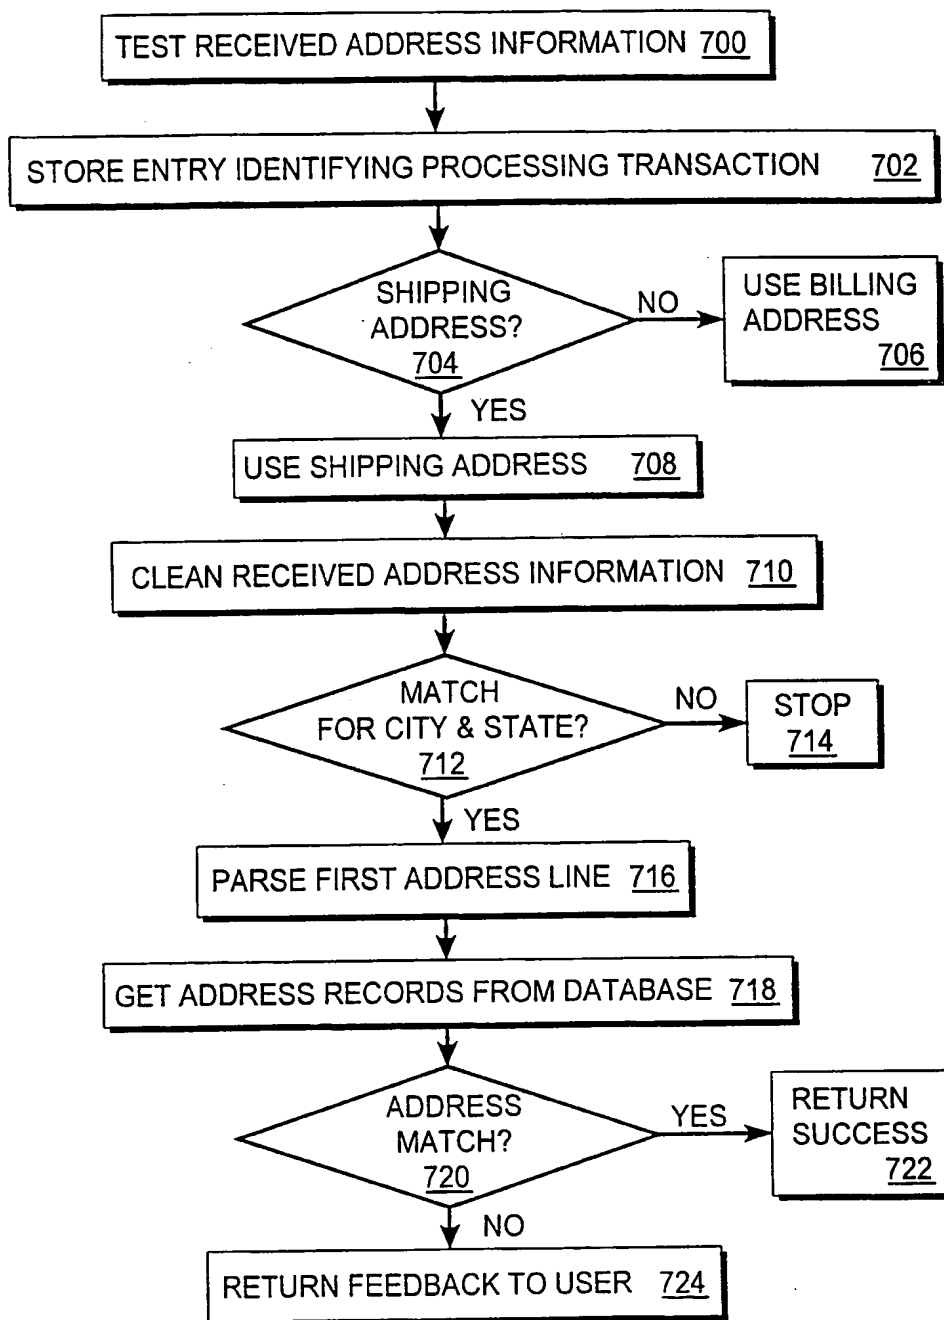 TEST RECEIVED ADDRESS INFORMATION 700
STORE ENTRY IDENTIFYING PROCESSING TRANSACTION 702
SHIPPING
ADDRESS?
704
NO
USE BILLING
ADDRESS
706
YES
USE SHIPPING ADDRESS 708
CLEAN RECEIVED ADDRESS INFORMATION 710
MATCH
FOR CITY & STATE?
712
NO
STOP
714
YES
PARSE FIRST ADDRESS LINE 716
GET ADDRESS RECORDS FROM DATABASE 718
ADDRESS
MATCH?
720
YES
RETURN
SUCCESS
722
NO
RETURN FEEDBACK TO USER 724